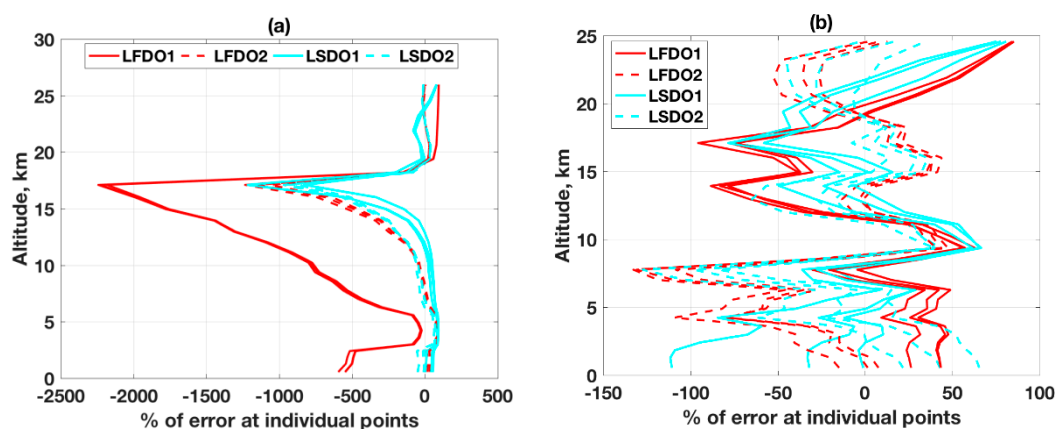 (a)
30
LFDO1 LFDO2 LSDO1 LSDO2
25
20
15
10
5
0
Altitude, km
-2500 -2000 -1500 -1000 -500 0 500
% of error at individual points
(b)
25
LFDO1
LFDO2
LSDO1
LSDO2
20
15
10
5
0
Altitude, km
-150 -100 -50 0 50 100
% of error at individual points